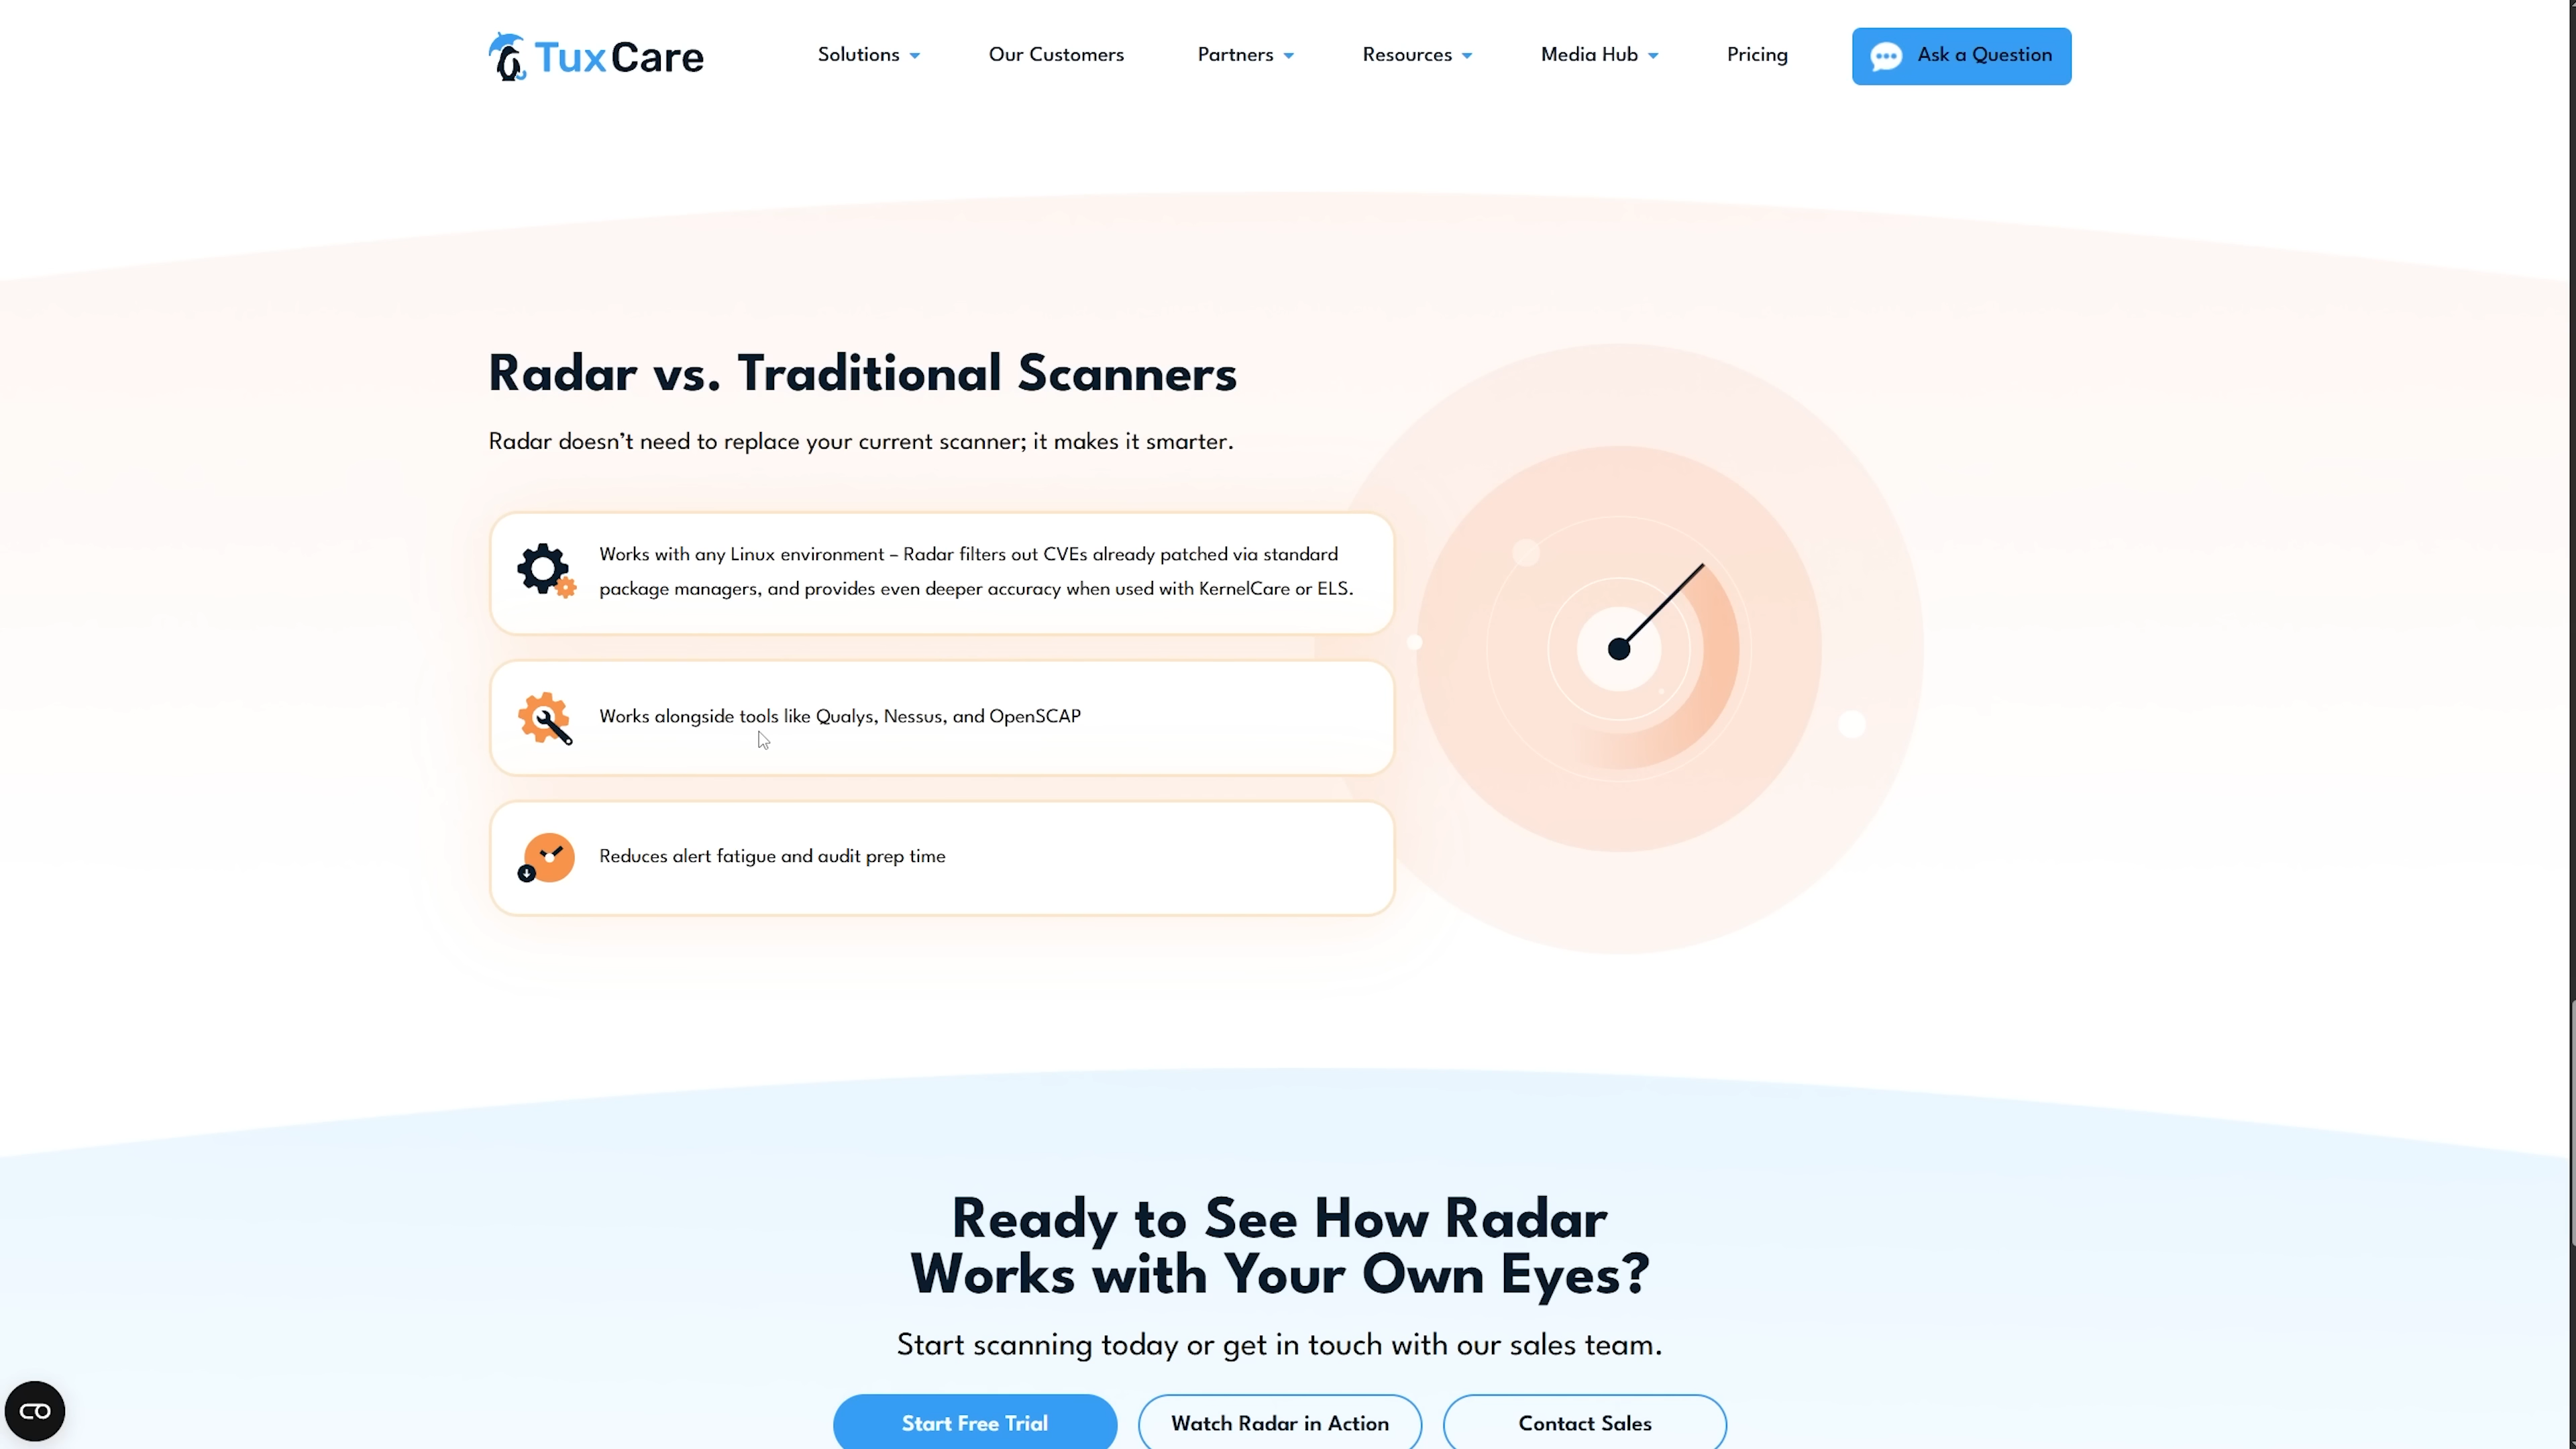 TuxCare
Solutions
Our Customers
Partners
Resources
Media Hub
Pricing
Ask a Question
Radar vs. Traditional Scanners
Radar doesn’t need to replace your current scanner; it makes it smarter.
Works with any Linux environment – Radar filters out CVEs already patched via standard
package managers, and provides even deeper accuracy when used with KernelCare or ELS.
Works alongside tools like Qualys, Nessus, and OpenSCAP
Reduces alert fatigue and audit prep time
Ready to See How Radar
Works with Your Own Eyes?
Start scanning today or get in touch with our sales team.
Start Free Trial
Watch Radar in Action
Contact Sales